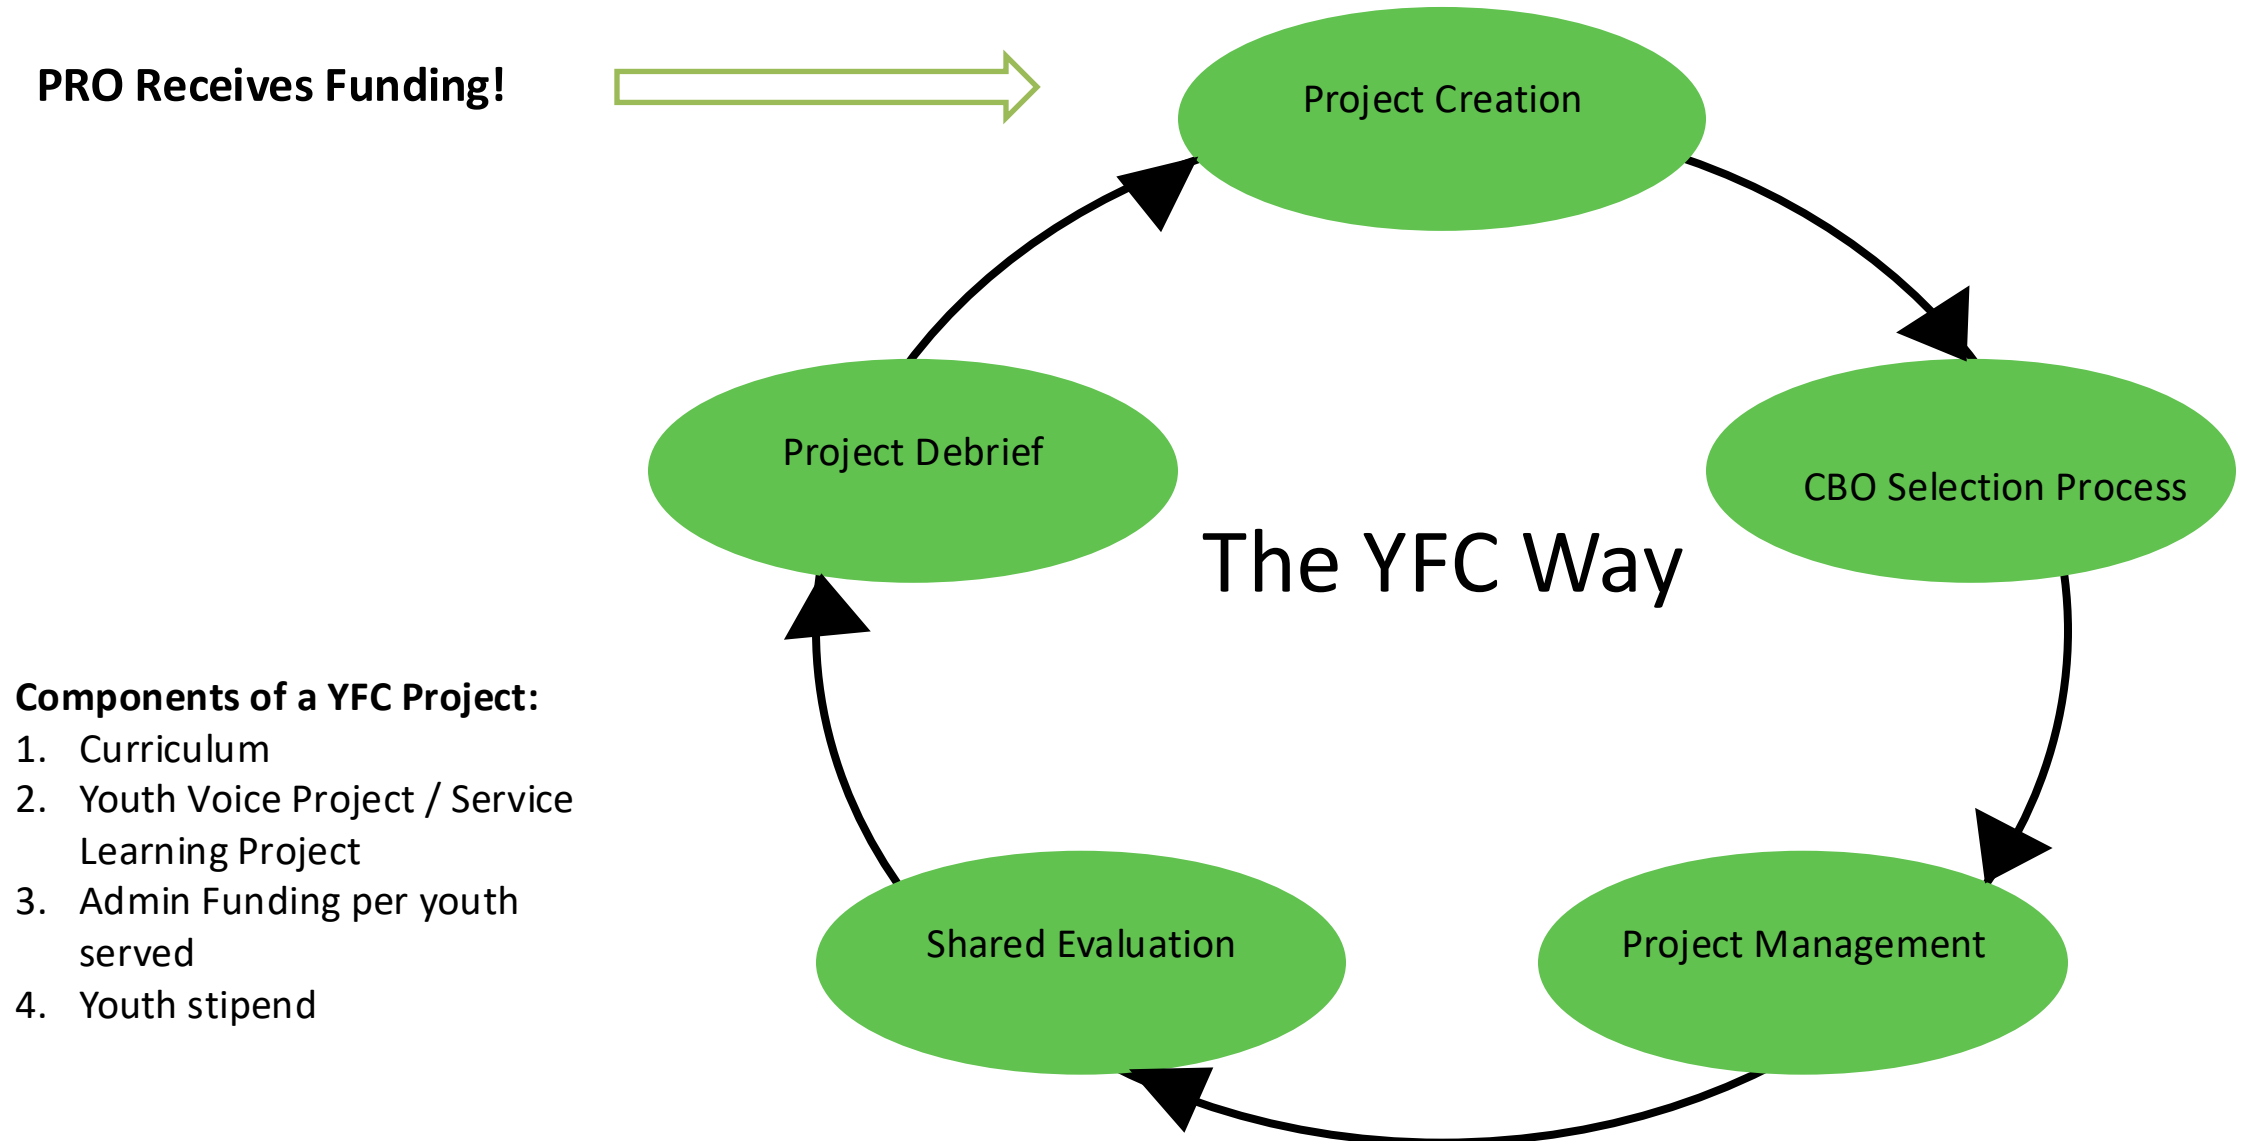 PRO Receives Funding!
Project Creation
Project Debrief
CBO Selection Process
The YFC Way
Components of a YFC Project:
1. Curriculum
2. Youth Voice Project / Service
Learning Project
3. Admin Funding per youth
served
4. Youth stipend
Shared Evaluation
Project Management